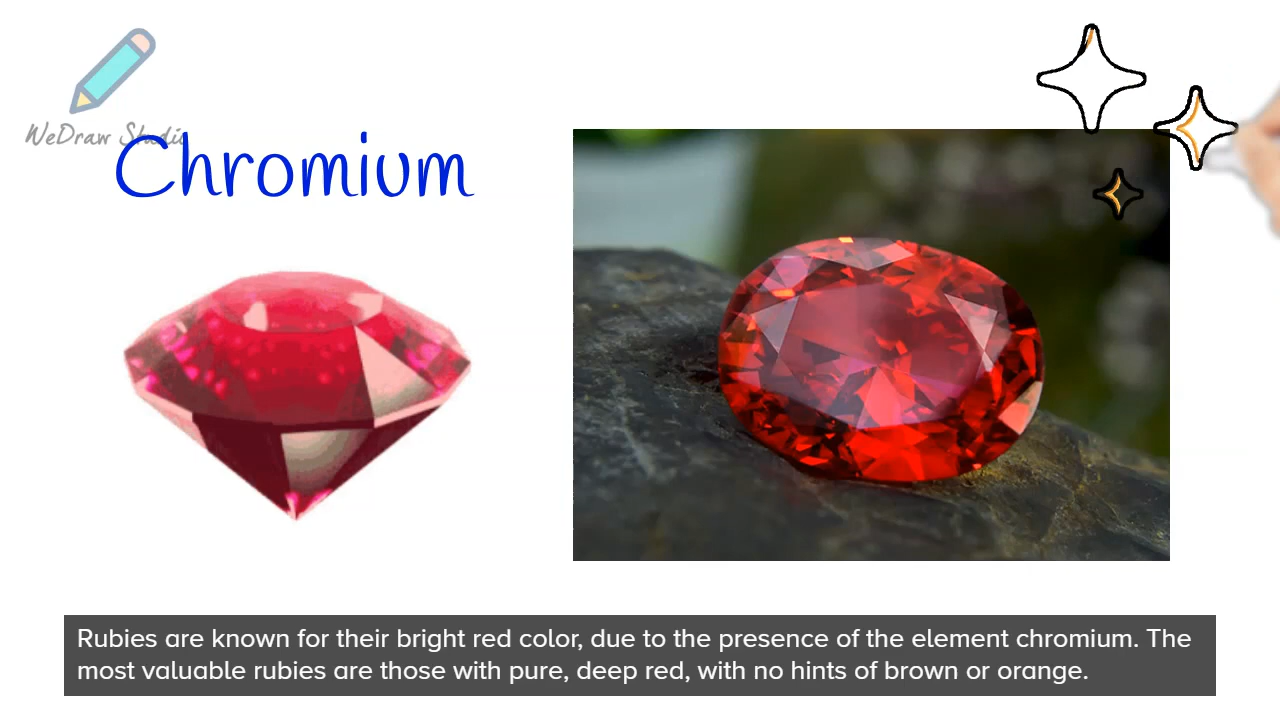 WeDraw Studio
Chromium
Rubies are known for their bright red color, due to the presence of the element chromium. The
most valuable rubies are those with pure, deep red, with no hints of brown or orange.